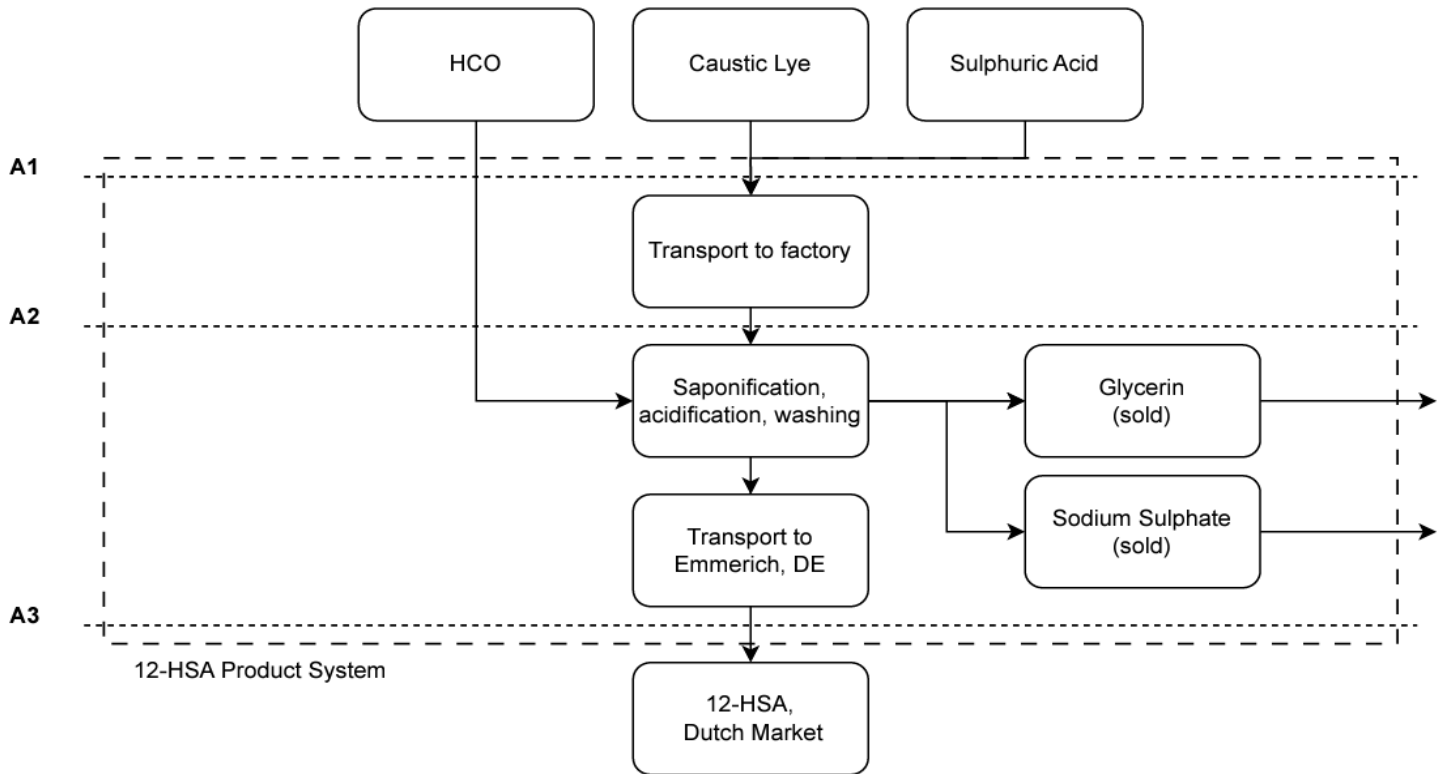 HCO
Caustic Lye
Sulphuric Acid
A1
Transport to factory
A2
Saponification,
acidification, washing
Glycerin
(sold)
Transport to
Emmerich, DE
Sodium Sulphate
(sold)
A3
12-HSA Product System
12-HSA,
Dutch Market